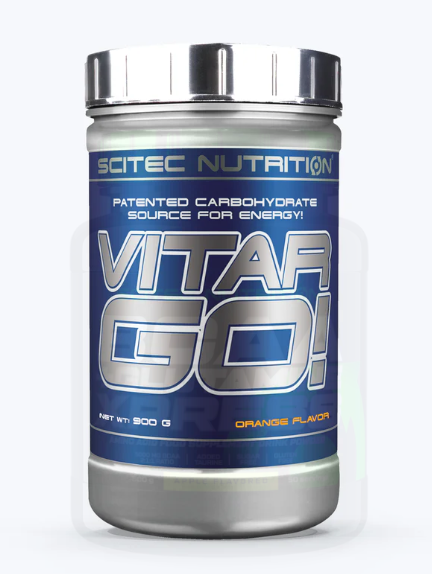 SCITEC NUTRITION
PATENTED CARBOHYDRATE
SOURCE FOR ENERGY!
VITAR
GO!
NET WT: 900 G
ORANGE FLAVOR